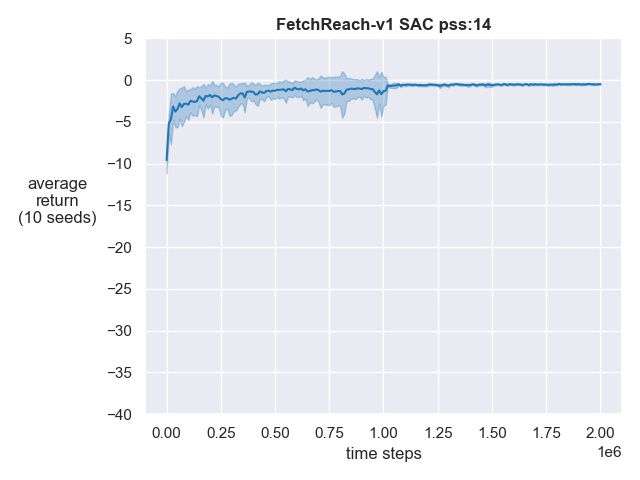 FetchReach-v1 SAC pss:14
5
0
−5
−10
−15
−20
−25
−30
−35
−40
average
return
(10 seeds)
0.00 0.25 0.50 0.75 1.00 1.25 1.50 1.75 2.00
time steps
1e6